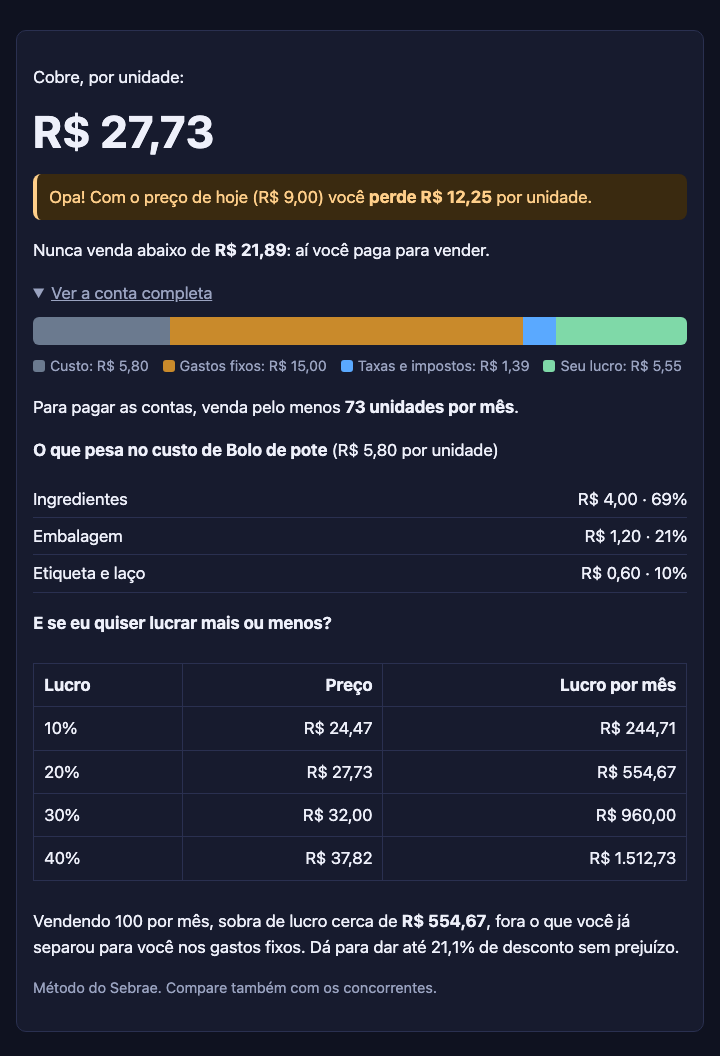 Cobre, por unidade:
R$ 27,73
Opa! Com o preço de hoje (R$ 9,00) você perde R$ 12,25 por unidade.
Nunca venda abaixo de R$ 21,89: aí você paga para vender.
▼ Ver a conta completa
Custo: R$ 5,80 Gastos fixos: R$ 15,00 Taxas e impostos: R$ 1,39 Seu lucro: R$ 5,55
Para pagar as contas, venda pelo menos 73 unidades por mês.
O que pesa no custo de Bolo de pote (R$ 5,80 por unidade)
Ingredientes R$ 4,00 · 69%
Embalagem R$ 1,20 · 21%
Etiqueta e laço R$ 0,60 · 10%
E se eu quiser lucrar mais ou menos?
Lucro Preço Lucro por mês
10% R$ 24,47 R$ 244,71
20% R$ 27,73 R$ 554,67
30% R$ 32,00 R$ 960,00
40% R$ 37,82 R$ 1.512,73
Vendendo 100 por mês, sobra de lucro cerca de R$ 554,67, fora o que você já
separou para você nos gastos fixos. Dá para dar até 21,1% de desconto sem prejuízo.
Método do Sebrae. Compare também com os concorrentes.